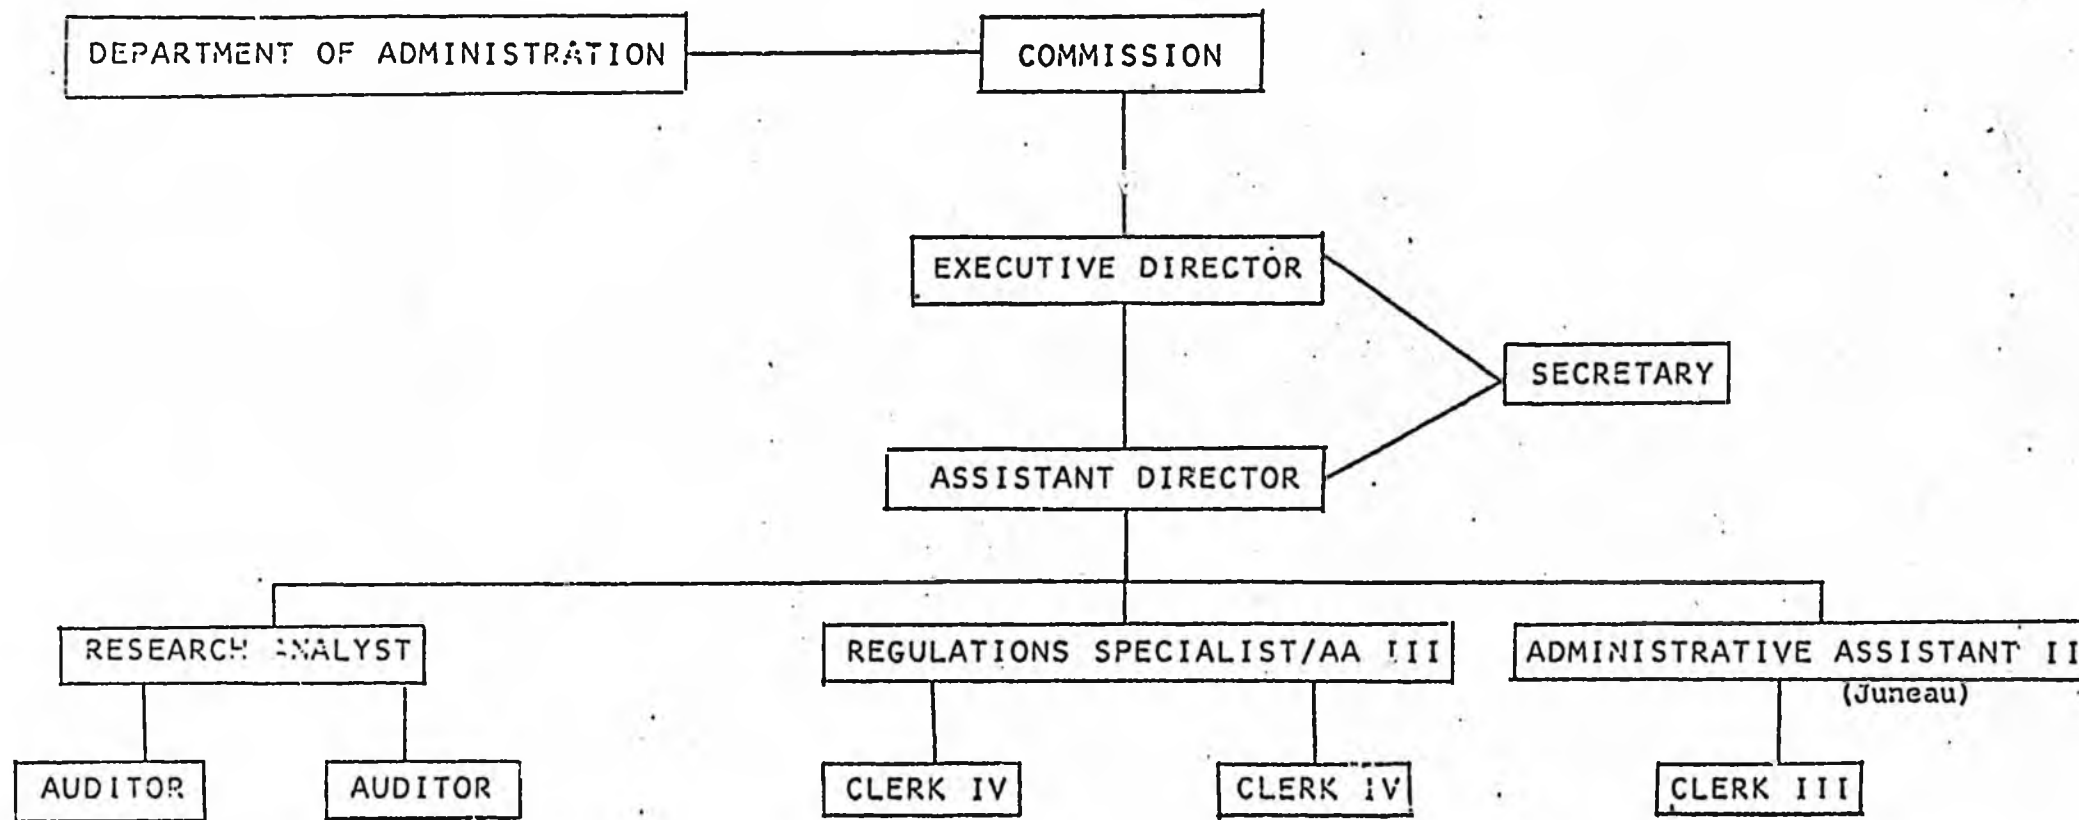 DEPARTMENT OF ADMINISTRATION
COMMISSION
EXECUTIVE DIRECTOR
SECRETARY
ASSISTANT DIRECTOR
RESEARCH ANALYST
REGULATIONS SPECIALIST/AA III
ADMINISTRATIVE ASSISTANT II
(Juneau)
AUDITOR
AUDITOR
CLERK IV
CLERK IV
CLERK III